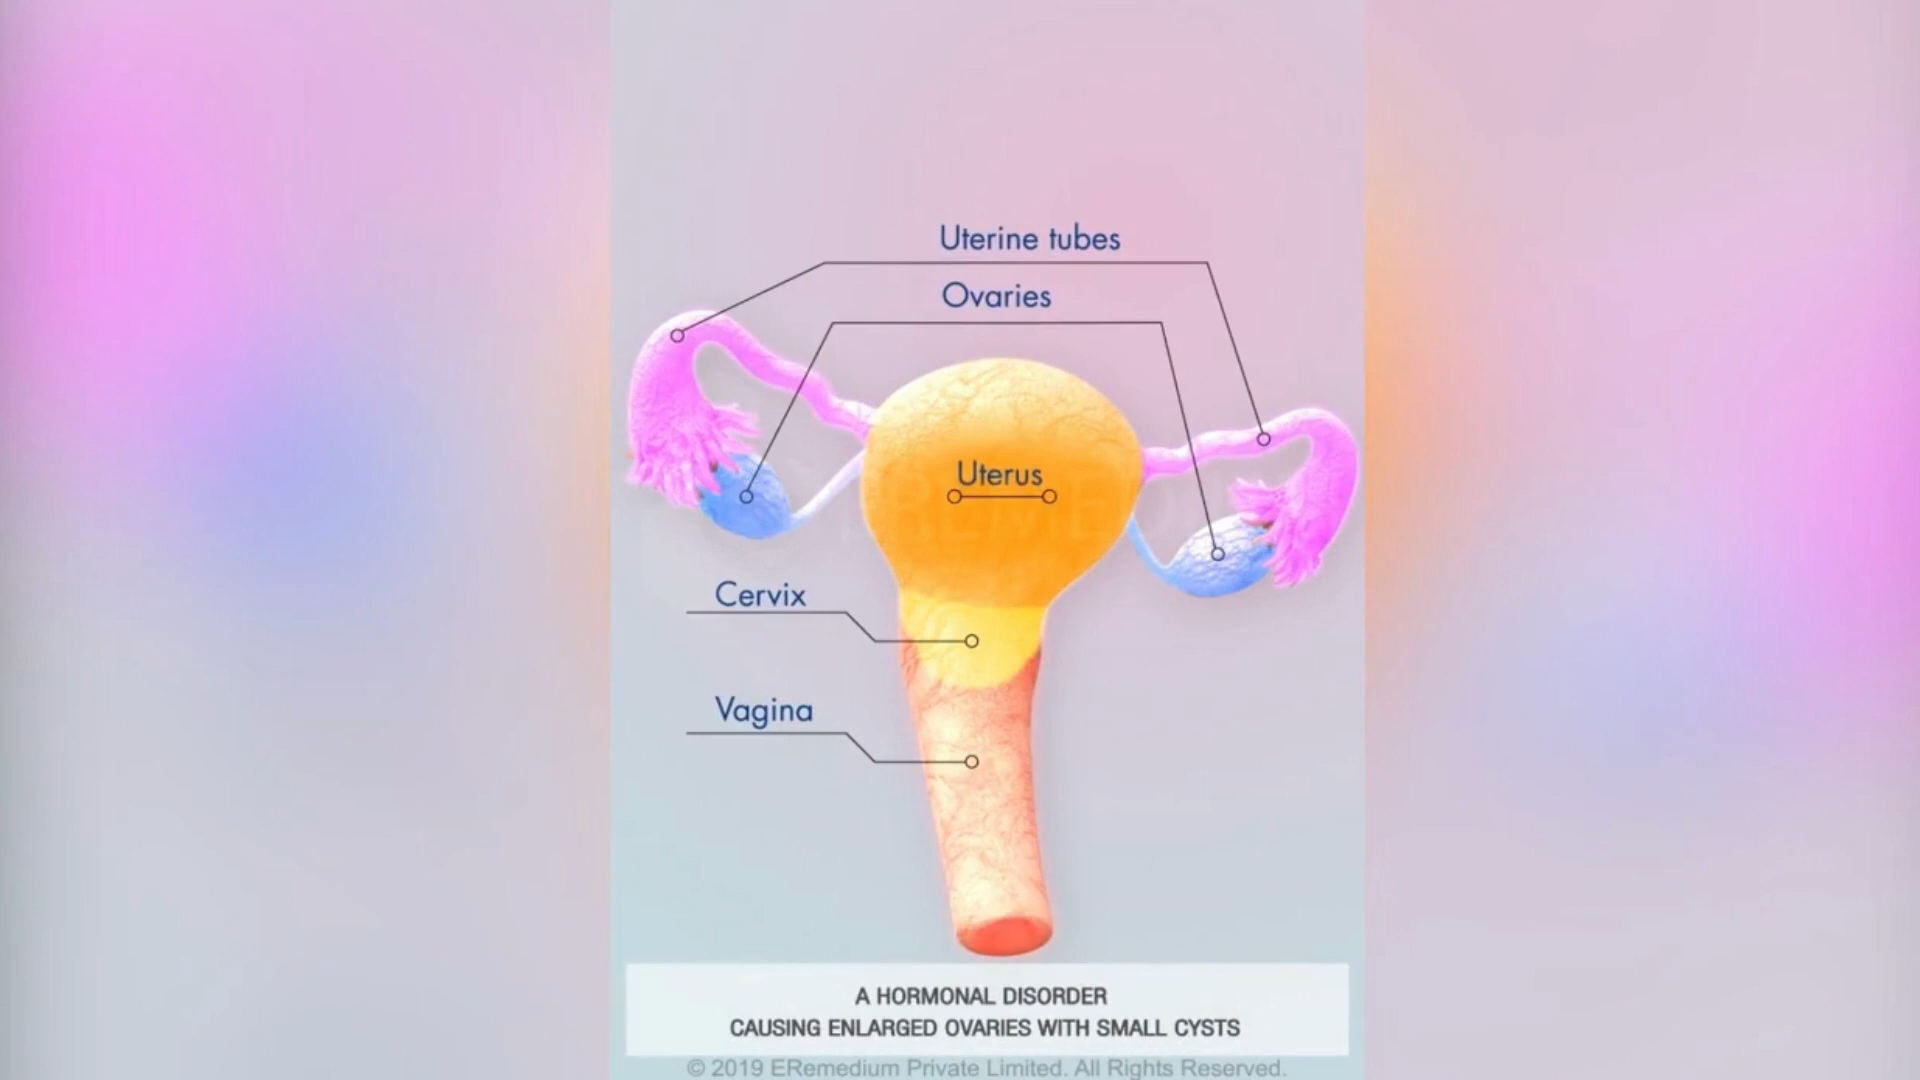 Uterine tubes
Ovaries
Uterus
Cervix
Vagina
A HORMONAL DISORDER
CAUSING ENLARGED OVARIES WITH SMALL CYSTS
© 2019 ERemedium Private Limited. All Rights Reserved.